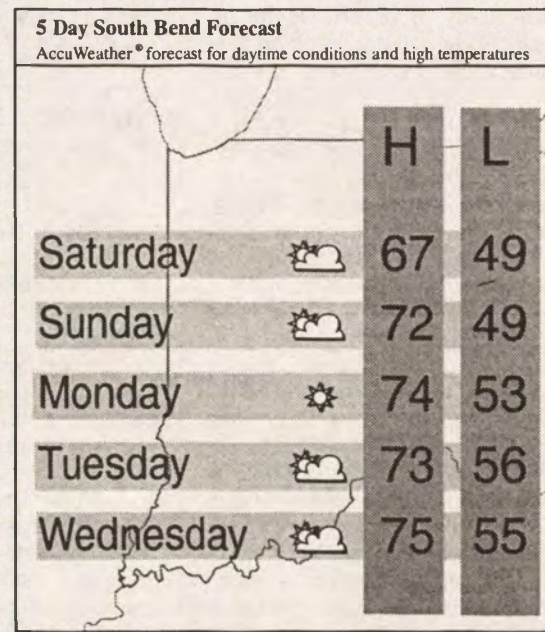 5 Day South Bend Forecast
AccuWeather® forecast for daytime conditions and high temperatures
H L
Saturday 67 49
Sunday 72 49
Monday 74 53
Tuesday 73 56
Wednesday 75 55